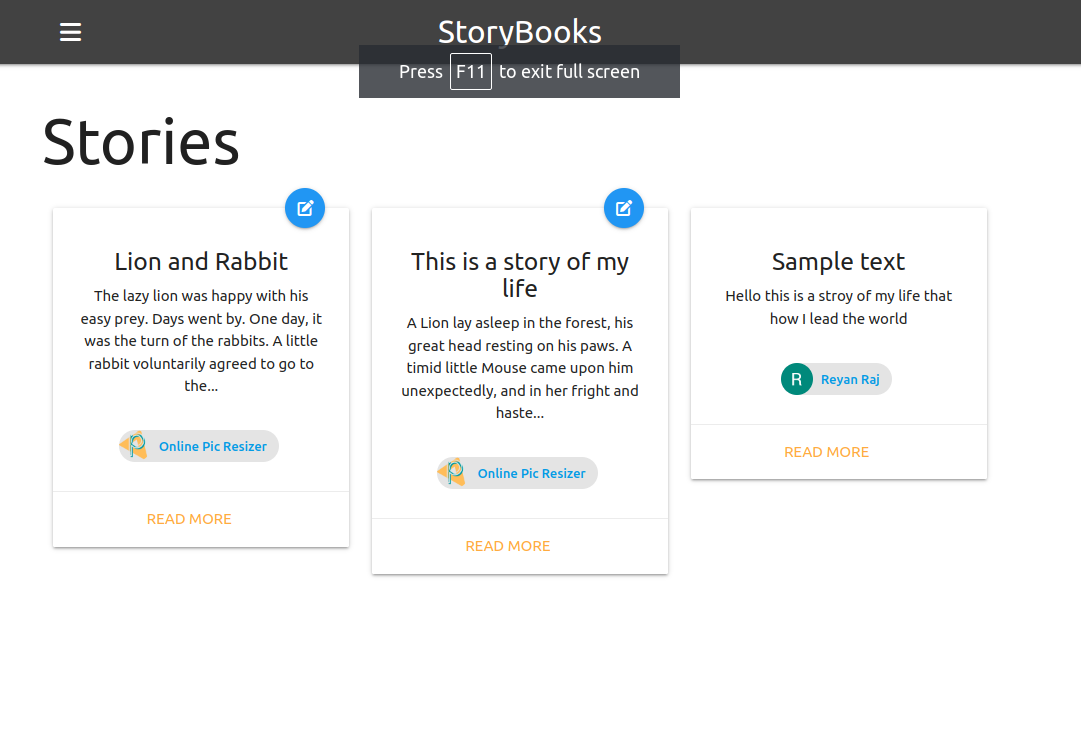 StoryBooks
Press F11 to exit full screen
Stories
Lion and Rabbit
The lazy lion was happy with his
easy prey. Days went by. One day, it
was the turn of the rabbits. A little
rabbit voluntarily agreed to go to
the...
Online Pic Resizer
READ MORE
This is a story of my
life
A Lion lay asleep in the forest, his
great head resting on his paws. A
timid little Mouse came upon him
unexpectedly, and in her fright and
haste...
Online Pic Resizer
READ MORE
Sample text
Hello this is a stroy of my life that
how I lead the world
R Reyan Raj
READ MORE